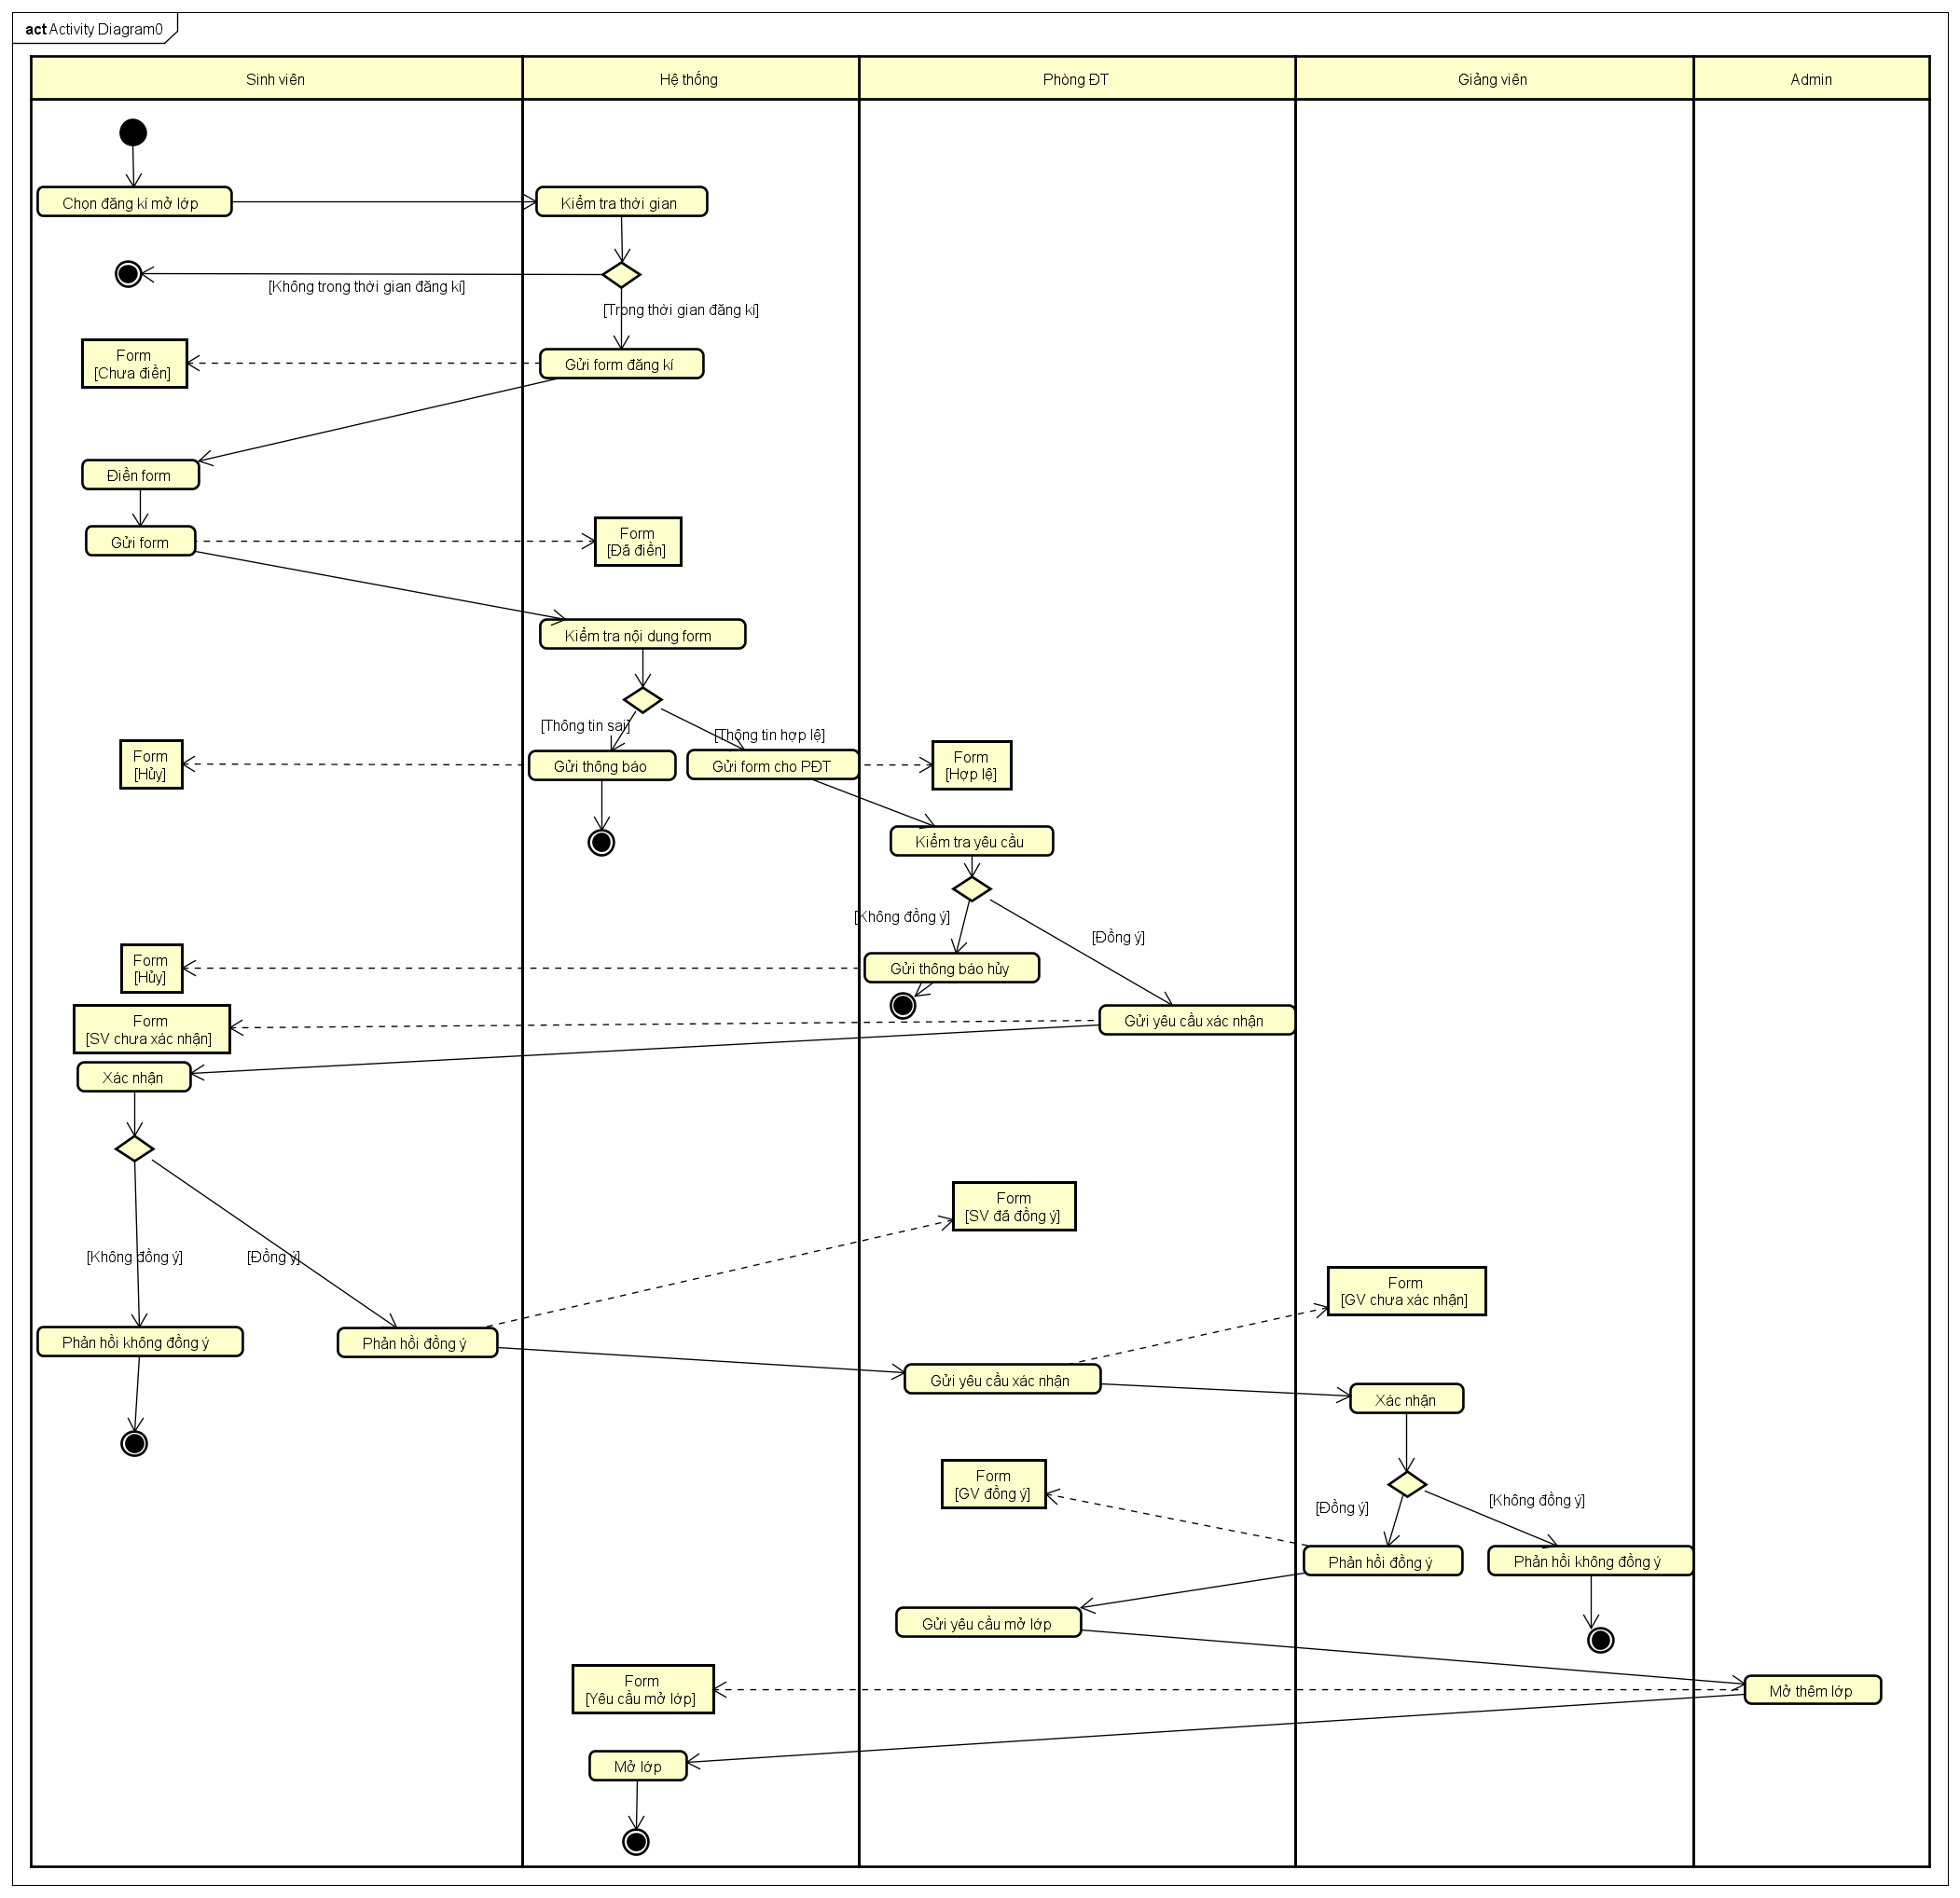 act Activity Diagram0
Sinh viên
Hệ thống
Phòng ĐT
Giảng viên
Admin
Chọn đăng kí mở lớp
Kiểm tra thời gian
[Không trong thời gian đăng kí]
[Trong thời gian đăng kí]
Form
[Chưa điền]
Gửi form đăng kí
Điền form
Gửi form
Form
[Đã điền]
Kiểm tra nội dung form
[Thông tin sai]
[Thông tin hợp lệ]
Form
[Hủy]
Gửi thông báo
Gửi form cho PĐT
Form
[Hợp lệ]
Kiểm tra yêu cầu
[Không đồng ý]
[Đồng ý]
Form
[Hủy]
Gửi thông báo hủy
Form
[SV chưa xác nhận]
Gửi yêu cầu xác nhận
Xác nhận
Form
[SV đã đồng ý]
[Không đồng ý]
[Đồng ý]
Form
[GV chưa xác nhận]
Phản hồi không đồng ý
Phản hồi đồng ý
Gửi yêu cầu xác nhận
Xác nhận
Form
[GV đồng ý]
[Đồng ý]
[Không đồng ý]
Phản hồi đồng ý
Phản hồi không đồng ý
Gửi yêu cầu mở lớp
Form
[Yêu cầu mở lớp]
Mở thêm lớp
Mở lớp